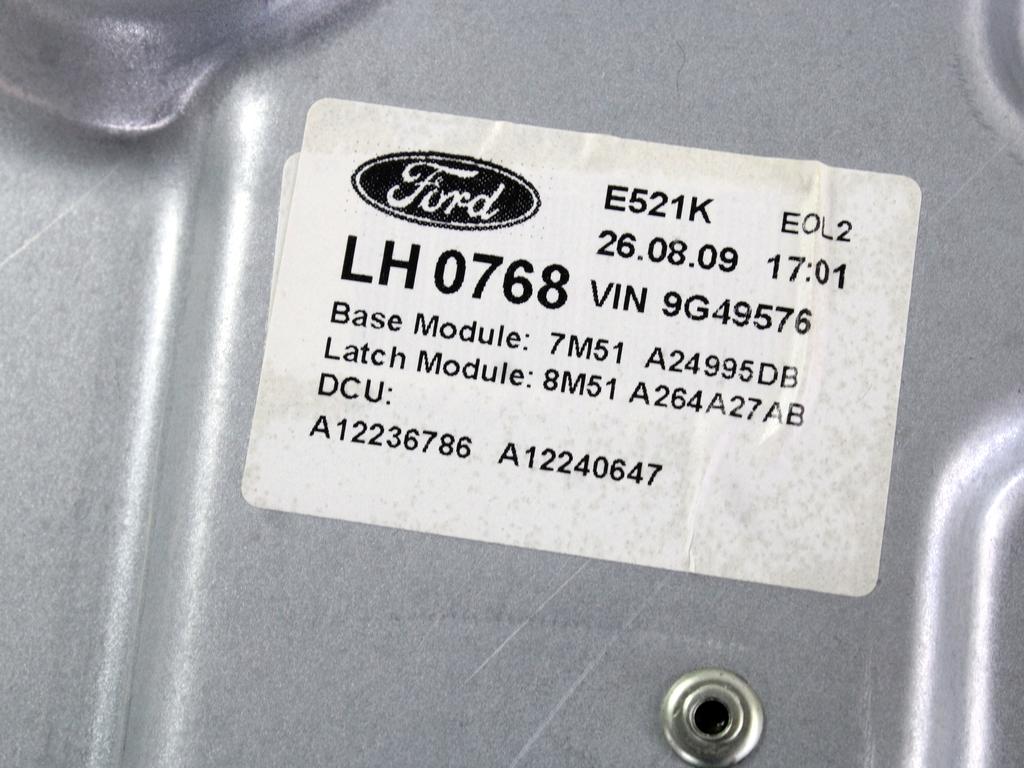 Ford
E521K EOL2
26.08.09 17:01
LH 0768 VIN 9G49576
Base Module: 7M51 A24995DB
Latch Module: 8M51 A264A27AB
DCU:
A12236786 A12240647